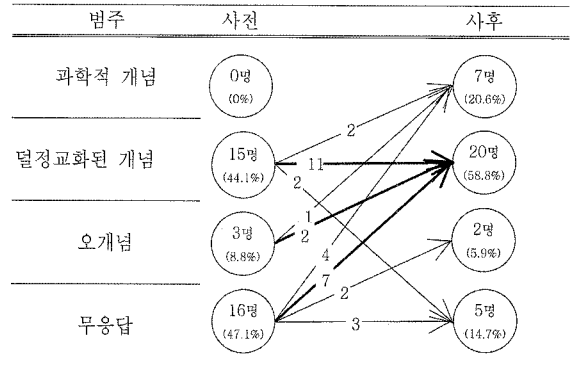 범주 사전 사후
과학적 개념 0명 7명
(0%) (20.6%)
2
덜정교화된 개념 15명 11 20명
(44.1%) 2 (58.8%)
1
오개념 3명 2 2명
(8.8%) 4 (5.9%)
7
2
무응답 16명 3 5명
(47.1%) (14.7%)